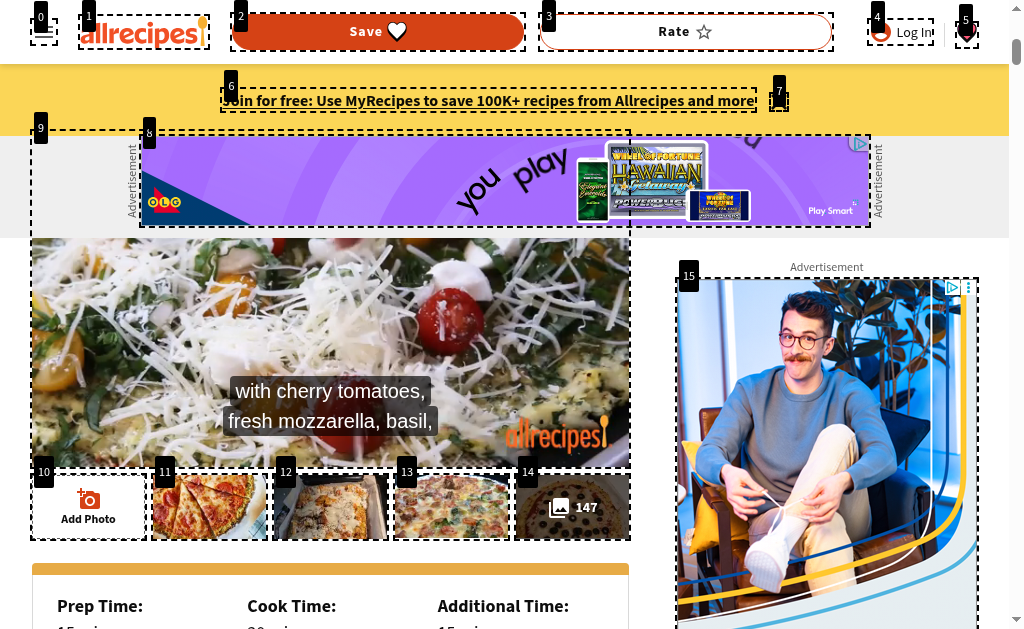 0
1
2
3
4
5
allrecipes
Save
Rate
Log In
6
7
Join for free: Use MyRecipes to save 100K+ recipes from Allrecipes and more
9
8
Advertisement
OLG
you play
WHEEL OF FORTUNE
HAWAIIAN
Getaway
POWERBUCKS
Play Smart
Advertisement
Advertisement
15
with cherry tomatoes,
fresh mozzarella, basil,
allrecipes
10
11
12
13
14
Add Photo
147
Prep Time:
Cook Time:
Additional Time: